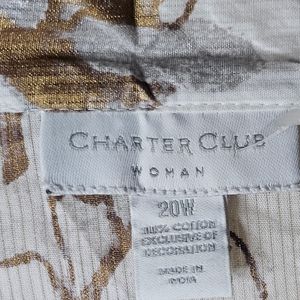 CHARTER CLUB
WOMAN
20W
100% COTTON
EXCLUSIVE OF
DECORATION
MADE IN
INDIA